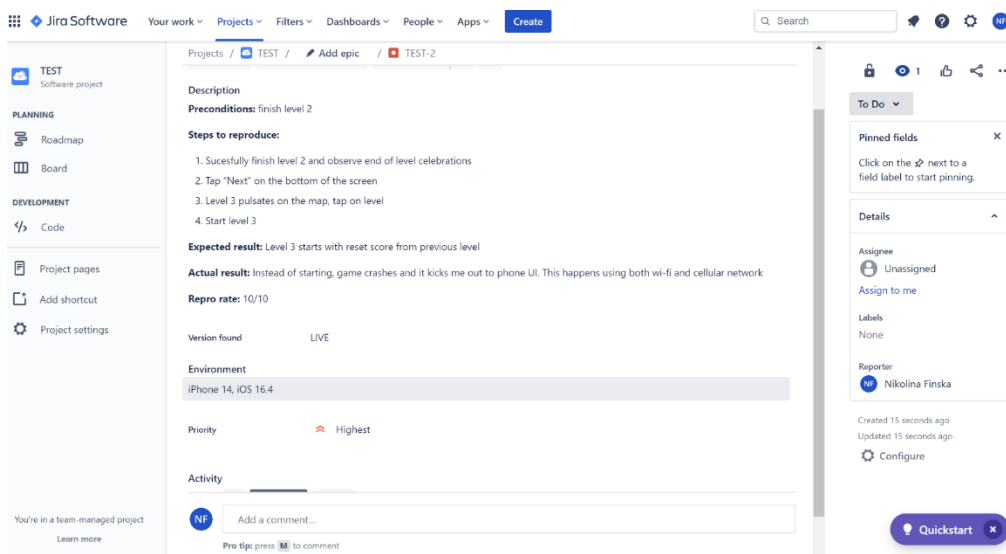 Jira Software
Your work Projects Filters Dashboards People Apps Create Search NF
Projects / TEST / Add epic / TEST-2
TEST
Software project
PLANNING
Roadmap
Board
DEVELOPMENT
Code
Project pages
Add shortcut
Project settings
You're in a team-managed project
Learn more
Description
Preconditions: finish level 2
Steps to reproduce:
1. Sucesfully finish level 2 and observe end of level celebrations
2. Tap "Next" on the bottom of the screen
3. Level 3 pulsates on the map, tap on level
4. Start level 3
Expected result: Level 3 starts with reset score from previous level
Actual result: Instead of starting, game crashes and it kicks me out to phone UI. This happens using both wi-fi and cellular network
Repro rate: 10/10
Version found LIVE
Environment
iPhone 14, iOS 16.4
Priority Highest
Activity
NF Add a comment...
Pro tip: press M to comment
1
To Do
Pinned fields
Click on the next to a
field label to start pinning.
Details
Assignee
Unassigned
Assign to me
Labels
None
Reporter
NF Nikolina Finska
Created 15 seconds ago
Updated 15 seconds ago
Configure
Quickstart